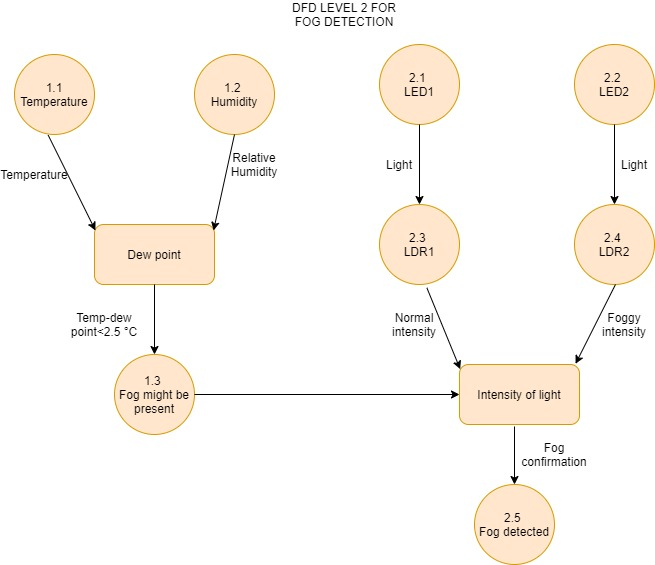 DFD LEVEL 2 FOR
FOG DETECTION
1.1
Temperature
1.2
Humidity
2.1
LED1
2.2
LED2
Temperature
Relative
Humidity
Light
Light
Dew point
2.3
LDR1
2.4
LDR2
Temp-dew
point<2.5 °C
Normal
intensity
Foggy
intensity
1.3
Fog might be
present
Intensity of light
Fog
confirmation
2.5
Fog detected